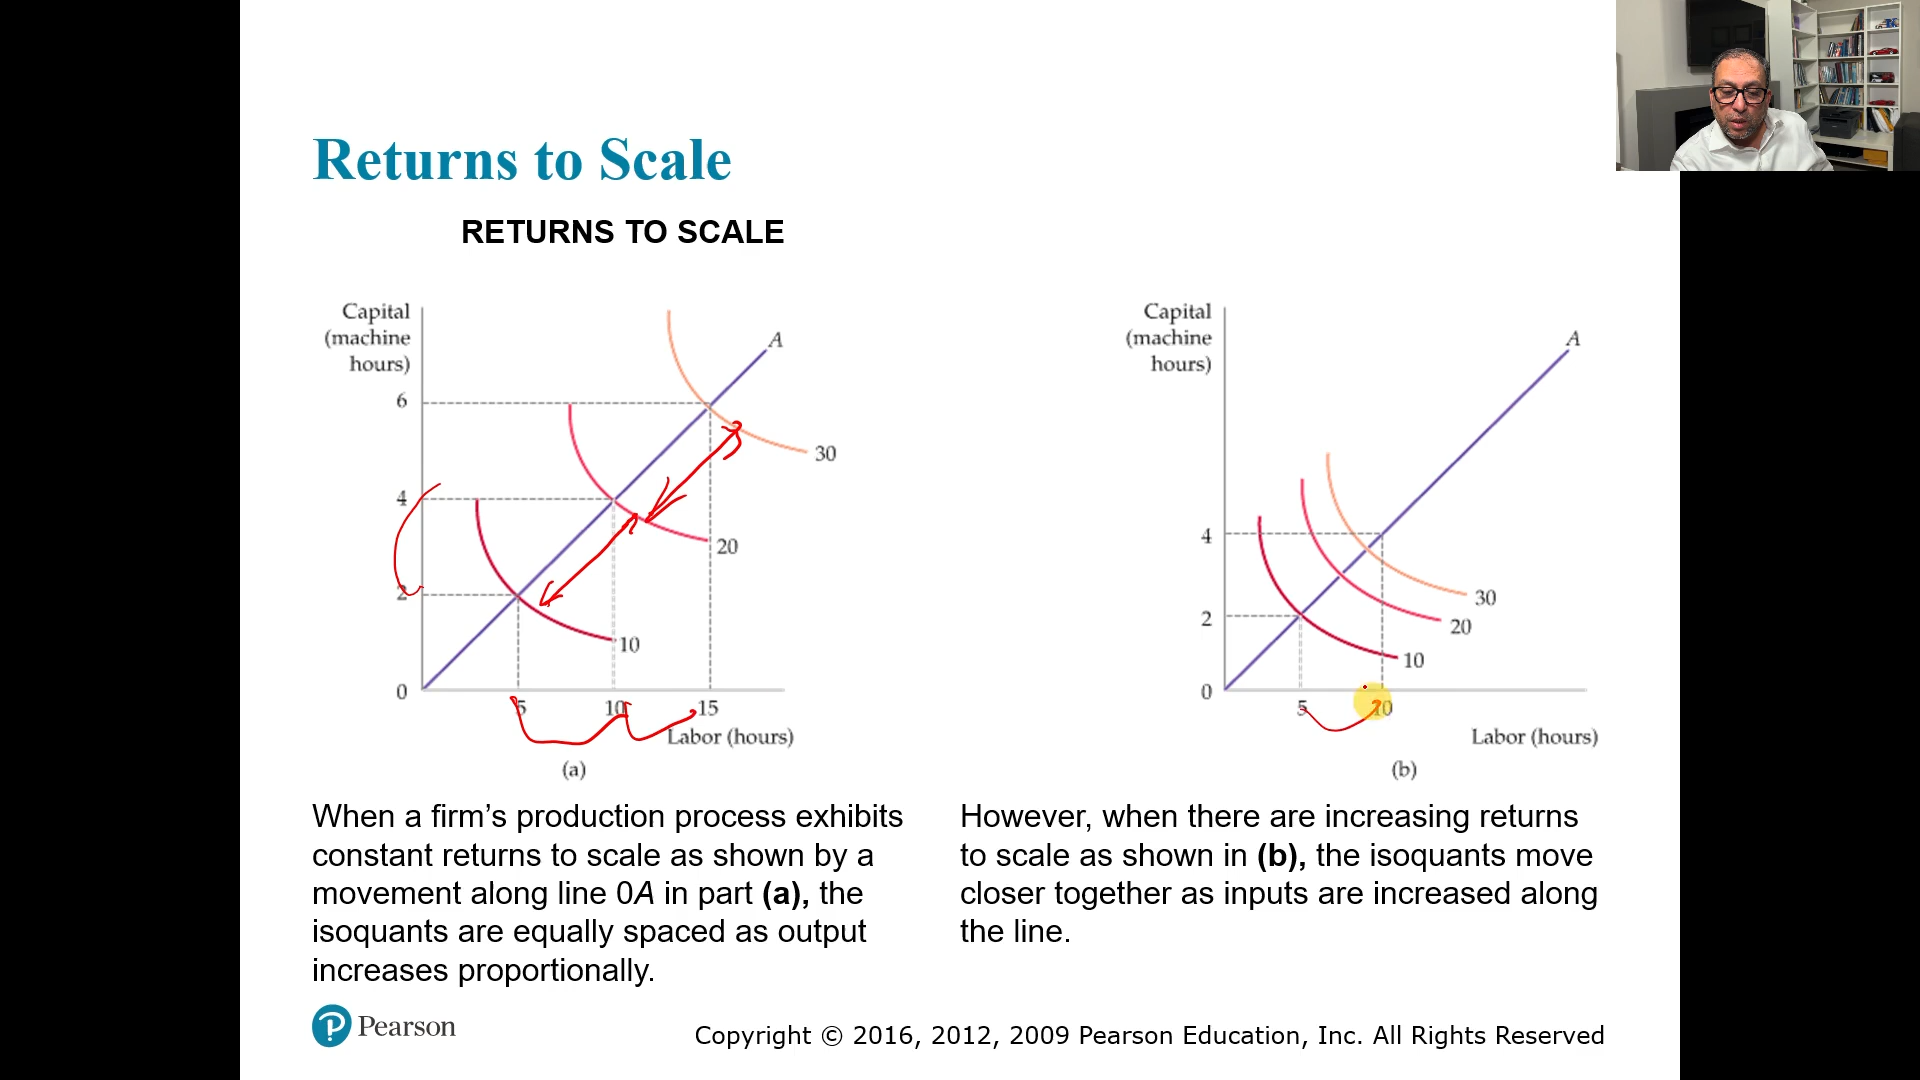 Returns to Scale
RETURNS TO SCALE
Capital
(machine
hours)
6
4
2
0
5
10
15
Labor (hours)
A
30
20
10
(a)
Capital
(machine
hours)
4
2
0
5
10
Labor (hours)
A
30
20
10
(b)
When a firm’s production process exhibits
constant returns to scale as shown by a
movement along line 0A in part (a), the
isoquants are equally spaced as output
increases proportionally.
However, when there are increasing returns
to scale as shown in (b), the isoquants move
closer together as inputs are increased along
the line.
Pearson
Copyright © 2016, 2012, 2009 Pearson Education, Inc. All Rights Reserved